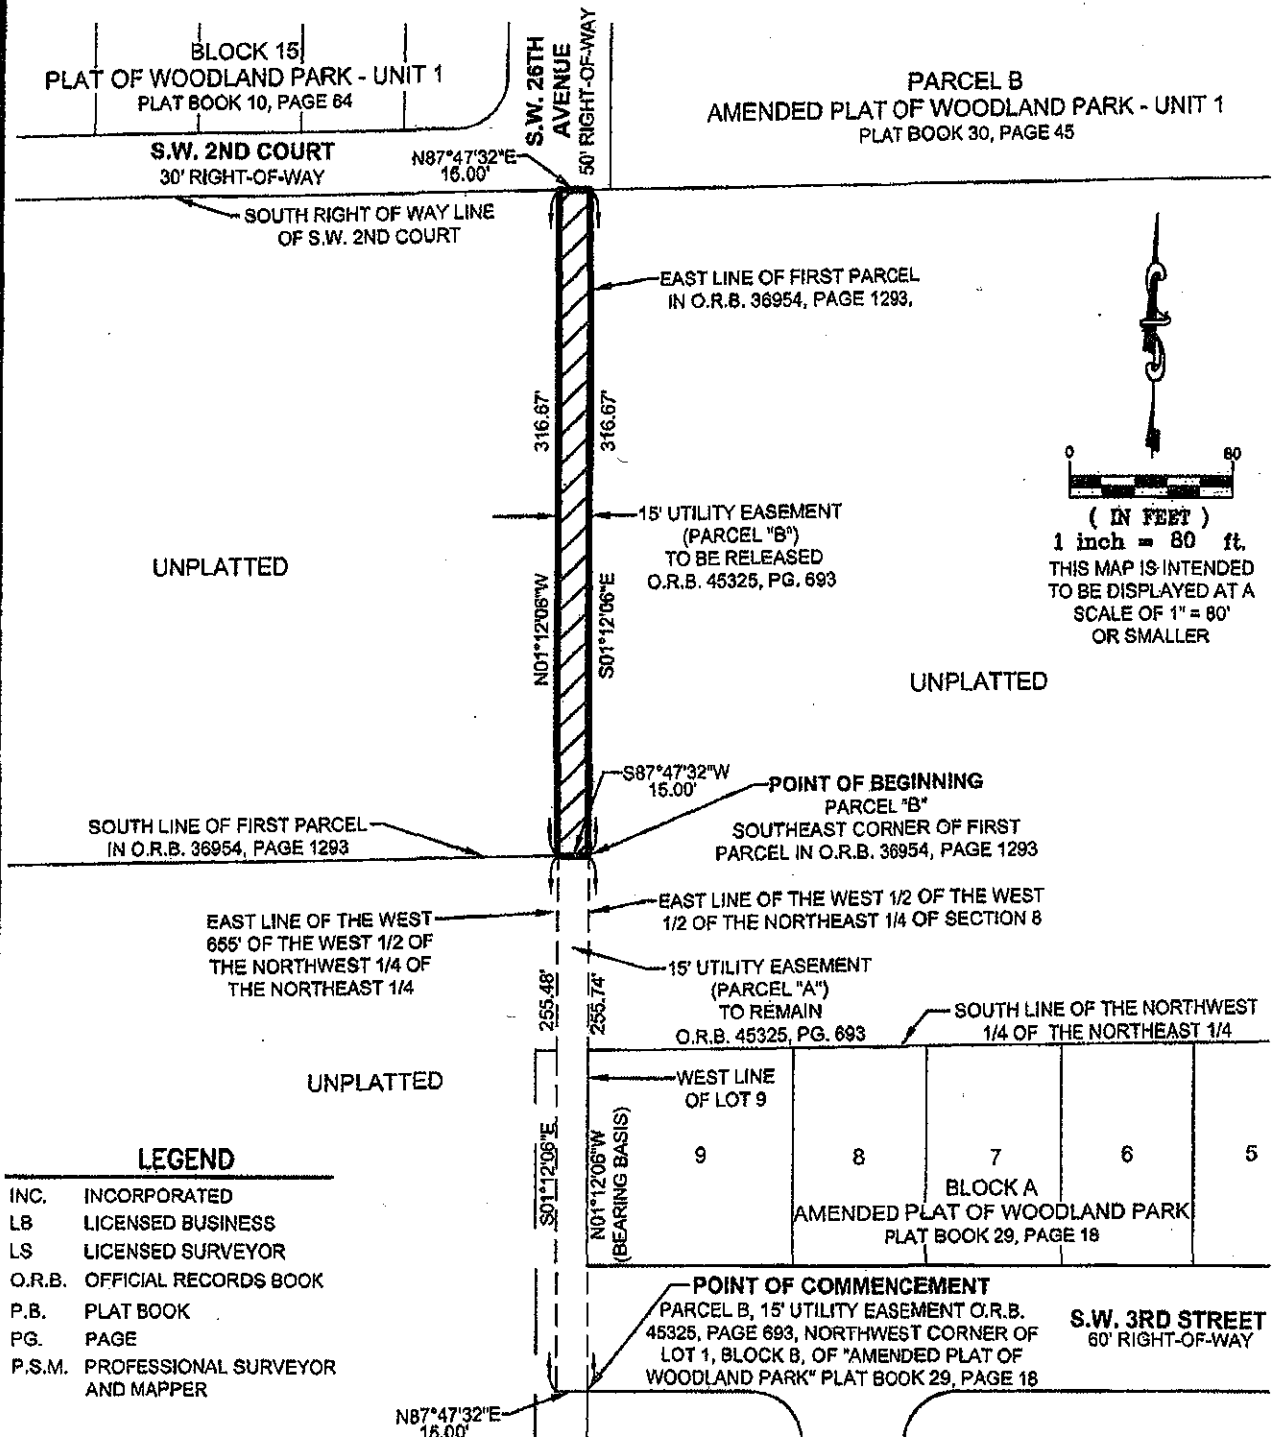 BLOCK 15
PLAT OF WOODLAND PARK - UNIT 1
PLAT BOOK 10, PAGE 64
S.W. 26TH
AVENUE
50' RIGHT-OF-WAY
PARCEL B
AMENDED PLAT OF WOODLAND PARK - UNIT 1
PLAT BOOK 30, PAGE 45
S.W. 2ND COURT
30' RIGHT-OF-WAY
N87°47'32"E
15.00'
SOUTH RIGHT OF WAY LINE
OF S.W. 2ND COURT
EAST LINE OF FIRST PARCEL
IN O.R.B. 36954, PAGE 1293,
316.67'
316.67'
0
80
( IN FEET )
1 inch = 80 ft.
THIS MAP IS INTENDED
TO BE DISPLAYED AT A
SCALE OF 1" = 80'
OR SMALLER
15' UTILITY EASEMENT
(PARCEL "B")
TO BE RELEASED
O.R.B. 45325, PG. 693
UNPLATTED
N01°12'06"W
S01°12'06"E
UNPLATTED
S87°47'32"W
15.00'
POINT OF BEGINNING
PARCEL "B"
SOUTHEAST CORNER OF FIRST
PARCEL IN O.R.B. 36954, PAGE 1293
SOUTH LINE OF FIRST PARCEL
IN O.R.B. 36954, PAGE 1293
EAST LINE OF THE WEST
655' OF THE WEST 1/2 OF
THE NORTHWEST 1/4 OF
THE NORTHEAST 1/4
EAST LINE OF THE WEST 1/2 OF THE WEST
1/2 OF THE NORTHEAST 1/4 OF SECTION 8
255.48'
255.74'
15' UTILITY EASEMENT
(PARCEL "A")
TO REMAIN
O.R.B. 45325, PG. 693
SOUTH LINE OF THE NORTHWEST
1/4 OF THE NORTHEAST 1/4
UNPLATTED
WEST LINE
OF LOT 9
S01°12'06"E
N01°12'06"W
(BEARING BASIS)
9
8
7
6
5
BLOCK A
AMENDED PLAT OF WOODLAND PARK
PLAT BOOK 29, PAGE 18
LEGEND
INC. INCORPORATED
LB LICENSED BUSINESS
LS LICENSED SURVEYOR
O.R.B. OFFICIAL RECORDS BOOK
P.B. PLAT BOOK
PG. PAGE
P.S.M. PROFESSIONAL SURVEYOR
AND MAPPER
POINT OF COMMENCEMENT
PARCEL B, 15' UTILITY EASEMENT O.R.B.
45325, PAGE 693, NORTHWEST CORNER OF
LOT 1, BLOCK B, OF "AMENDED PLAT OF
WOODLAND PARK" PLAT BOOK 29, PAGE 18
S.W. 3RD STREET
60' RIGHT-OF-WAY
N87°47'32"E
15.00'